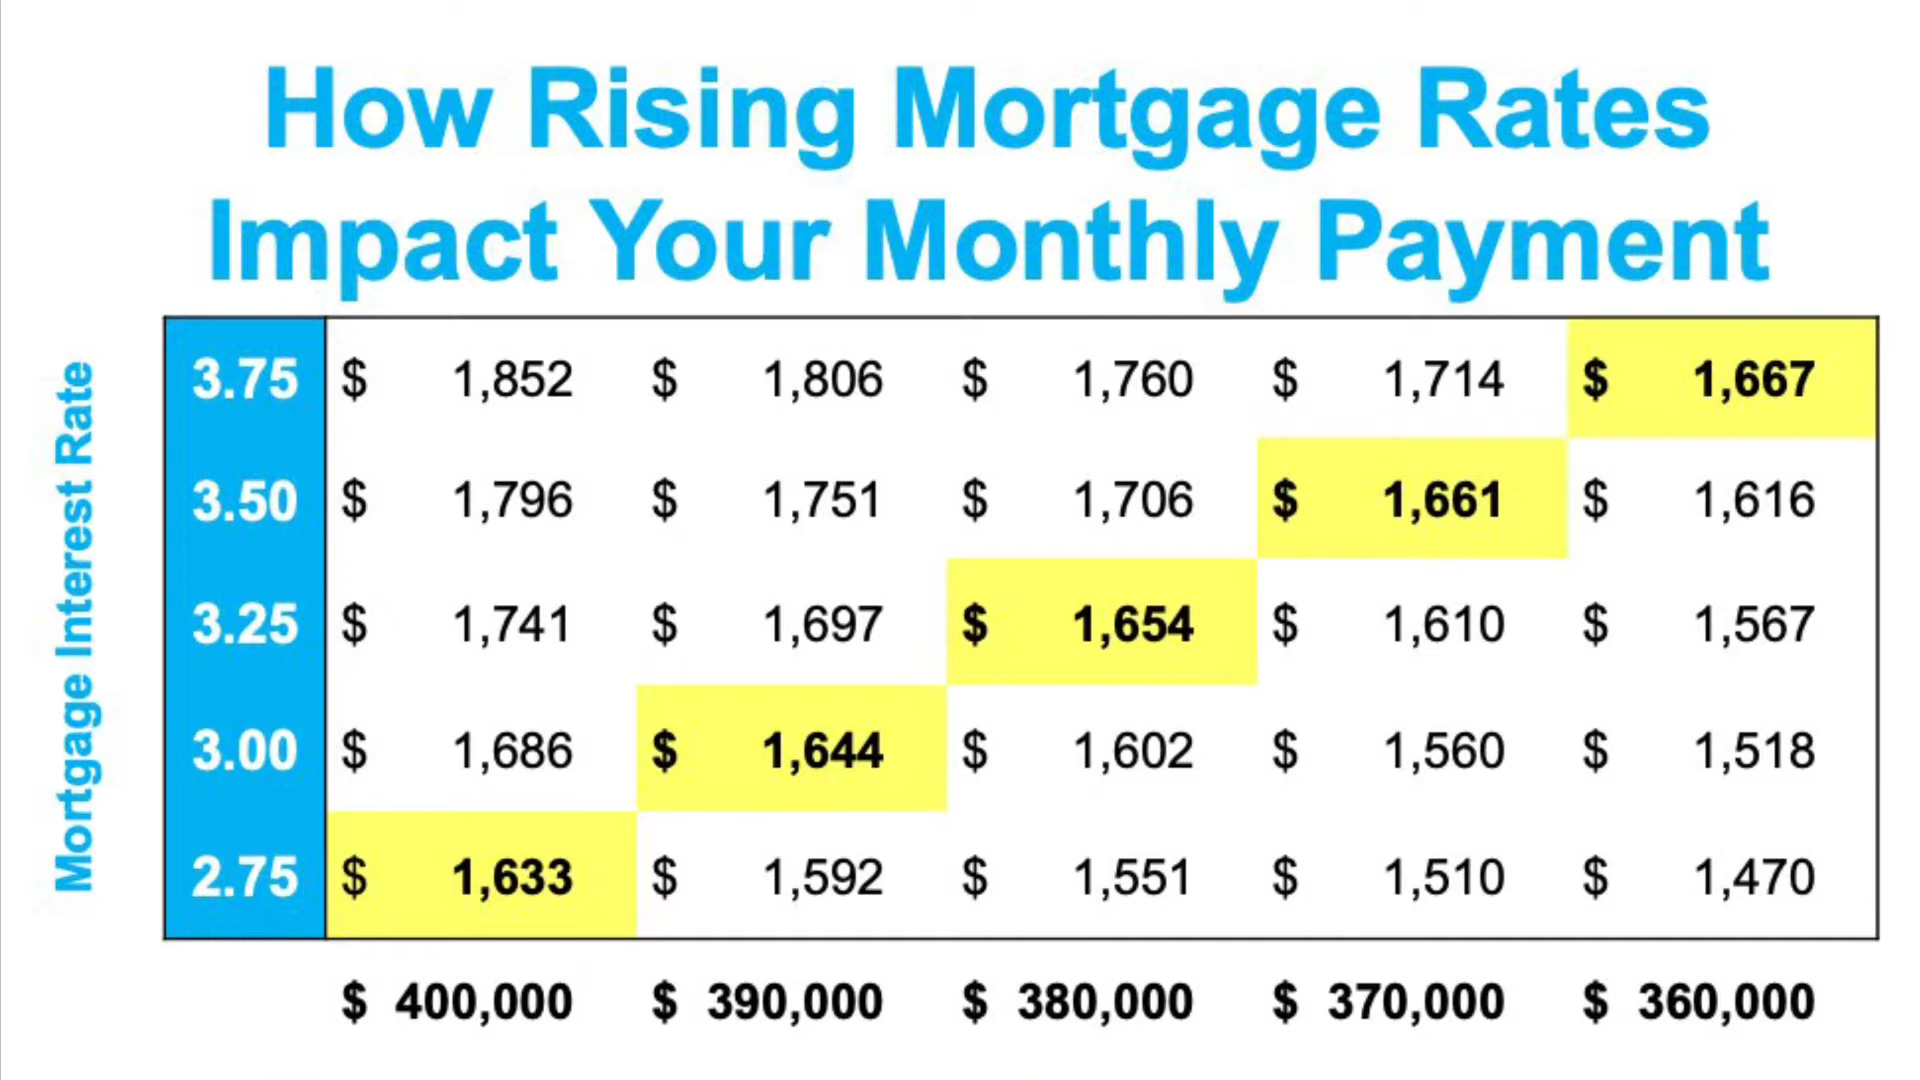 How Rising Mortgage Rates
Impact Your Monthly Payment
Mortgage Interest Rate
3.75 $ 1,852 $ 1,806 $ 1,760 $ 1,714 $ 1,667
3.50 $ 1,796 $ 1,751 $ 1,706 $ 1,661 $ 1,616
3.25 $ 1,741 $ 1,697 $ 1,654 $ 1,610 $ 1,567
3.00 $ 1,686 $ 1,644 $ 1,602 $ 1,560 $ 1,518
2.75 $ 1,633 $ 1,592 $ 1,551 $ 1,510 $ 1,470
$ 400,000 $ 390,000 $ 380,000 $ 370,000 $ 360,000